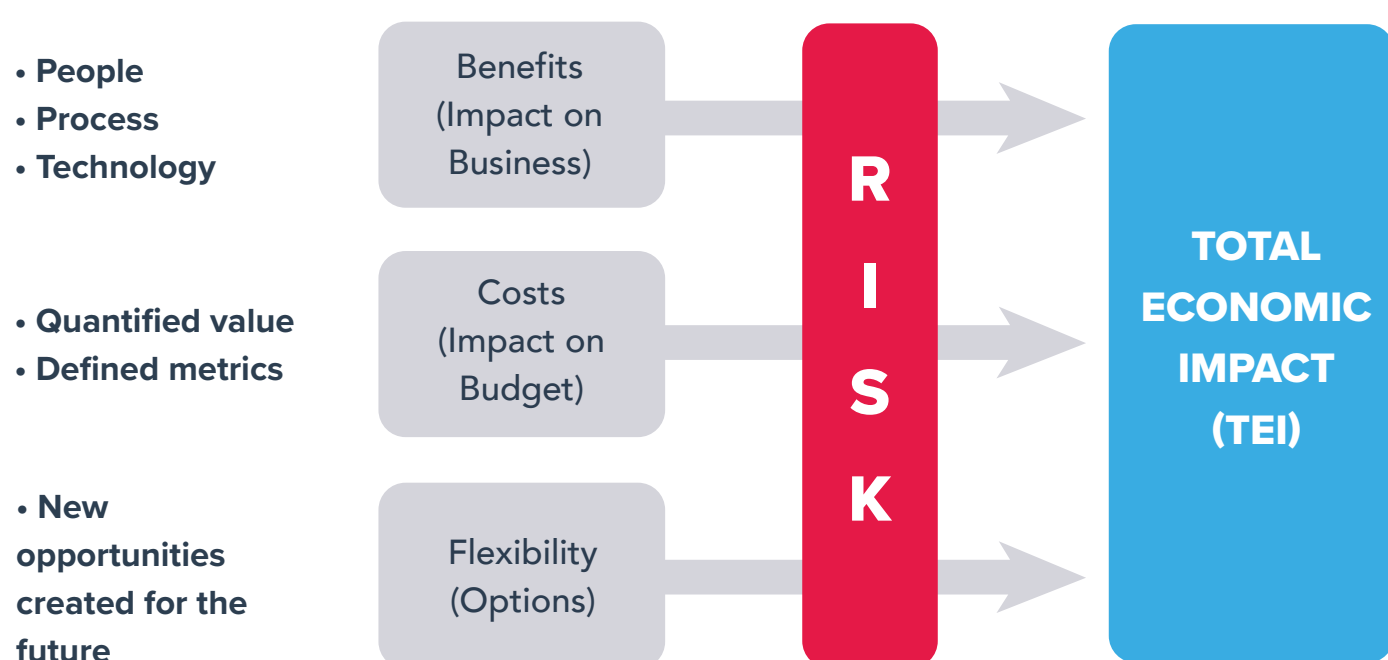 • People
• Process
• Technology
Benefits
(Impact on
Business)
• Quantified value
• Defined metrics
Costs
(Impact on
Budget)
• New
opportunities
created for the
future
Flexibility
(Options)
R
I
S
K
TOTAL
ECONOMIC
IMPACT
(TEI)